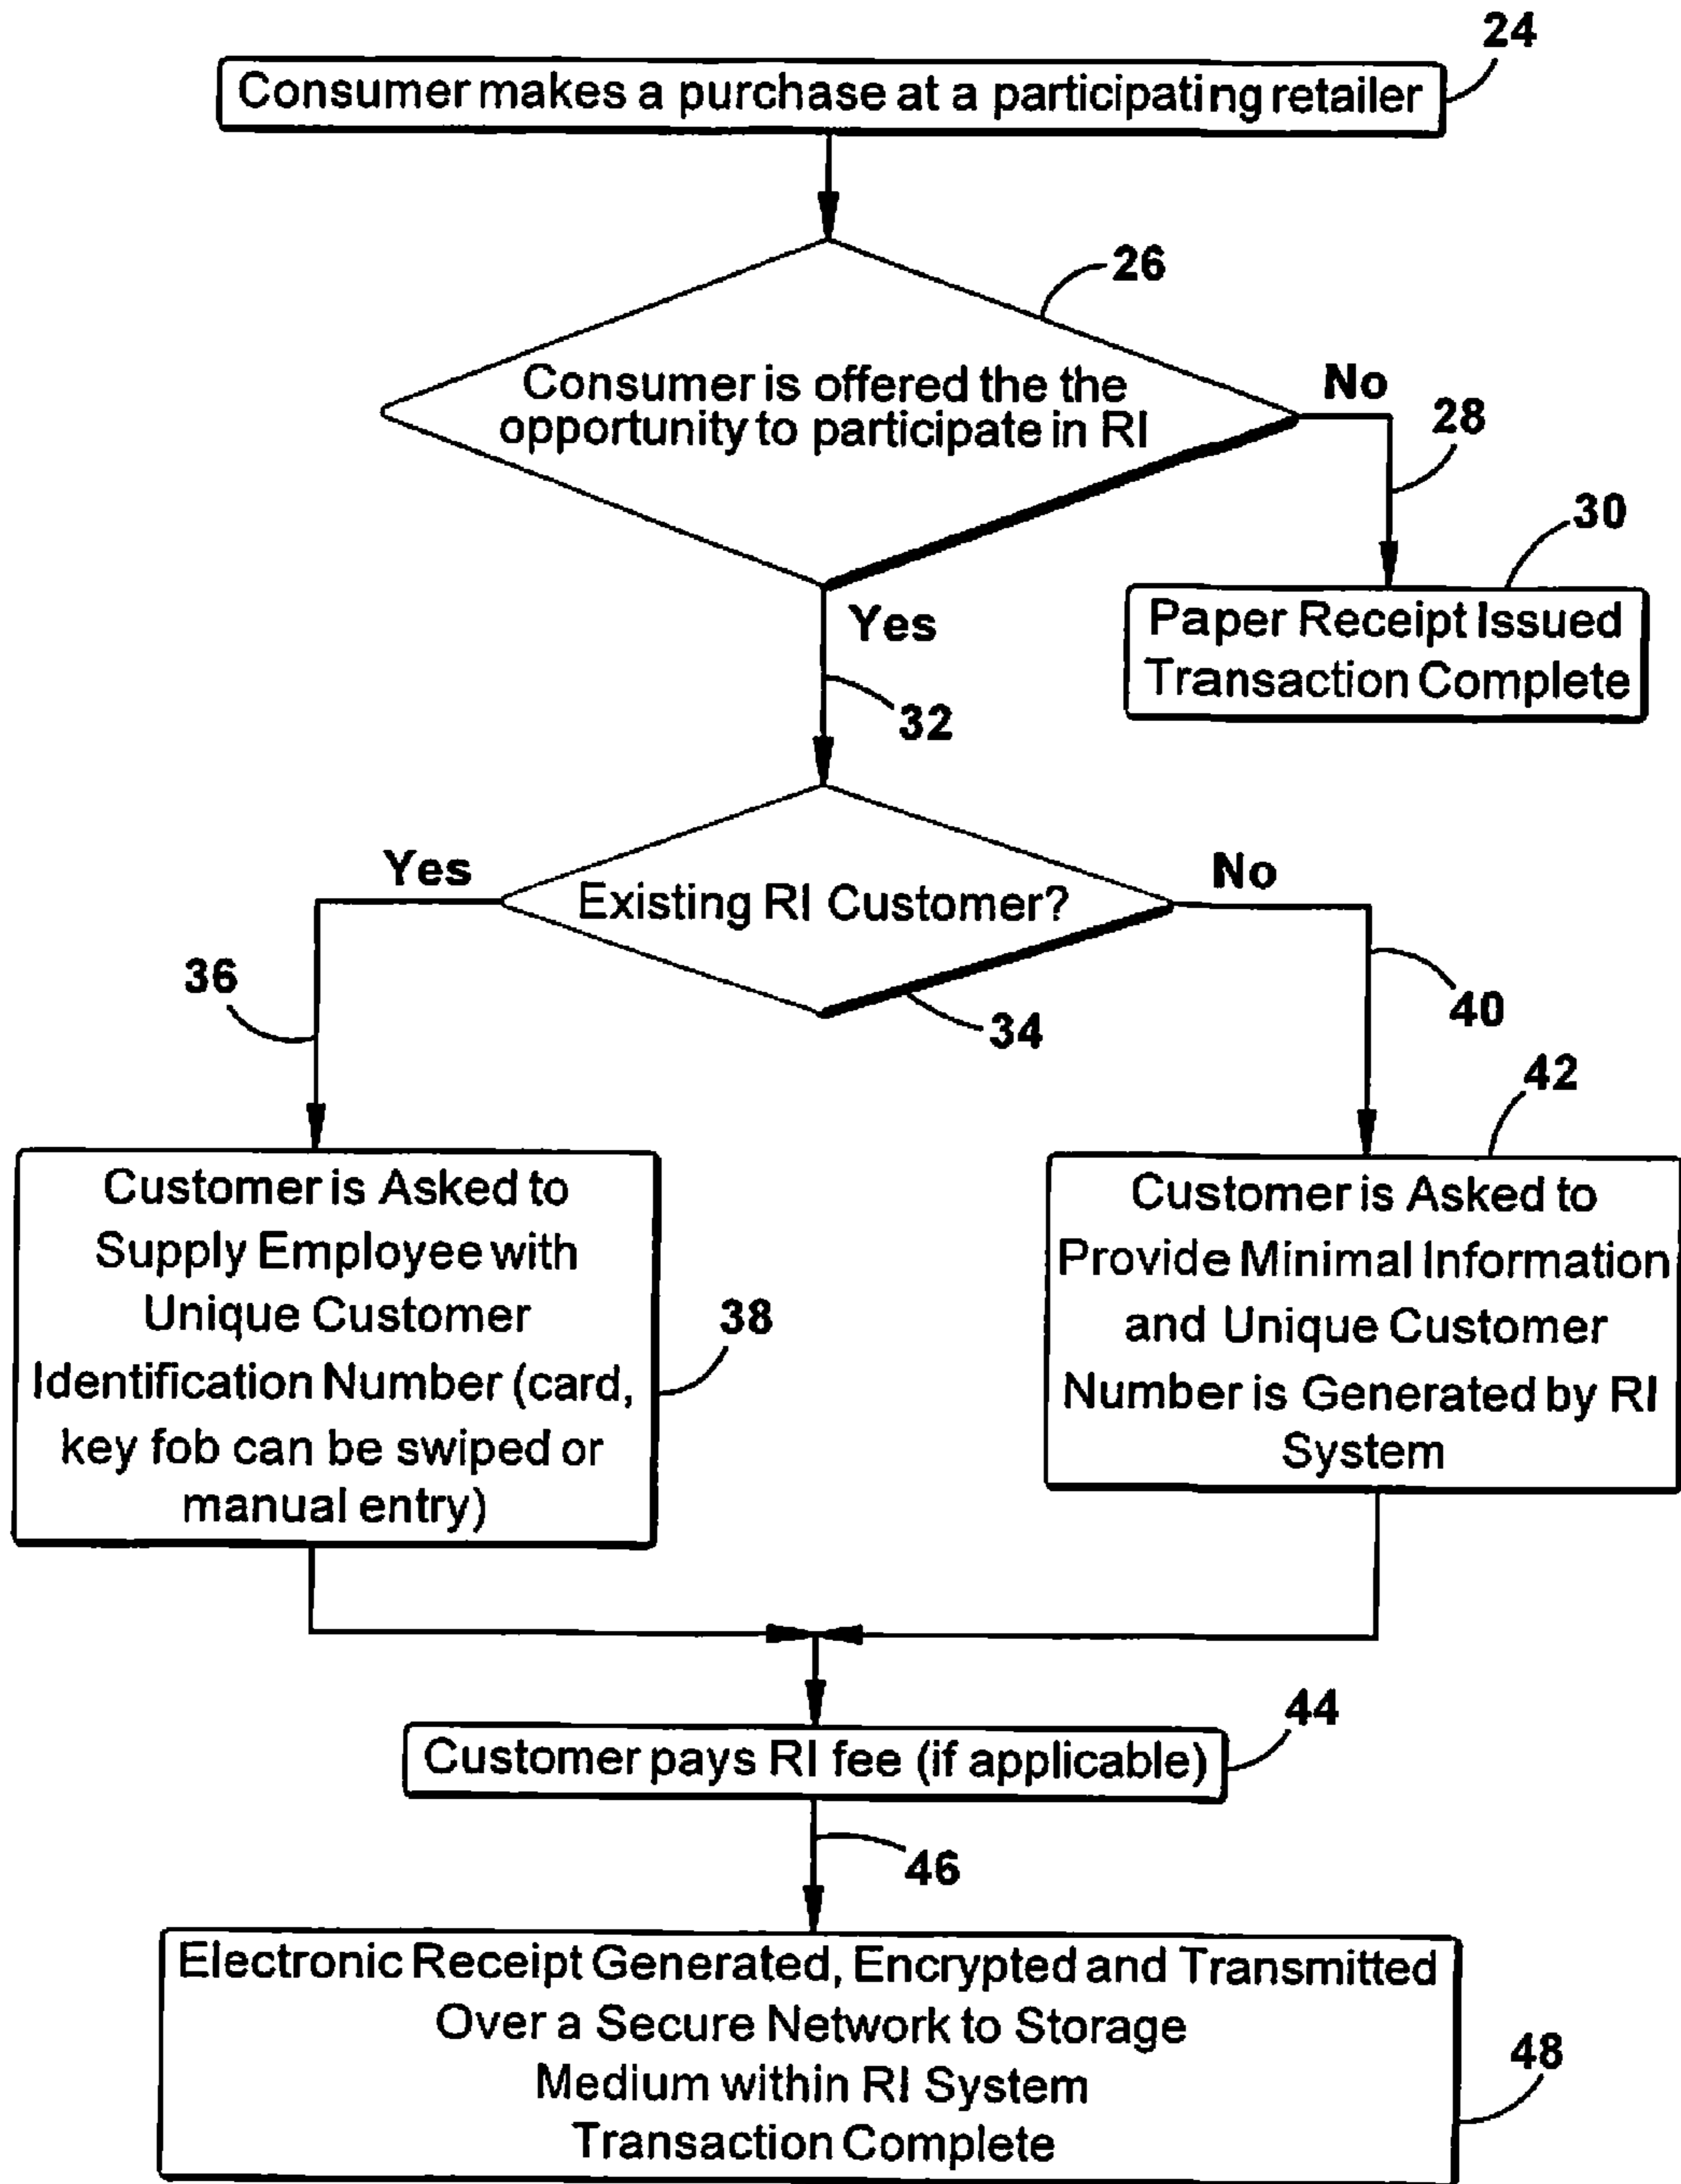 24
Consumer makes a purchase at a participating retailer
26
Consumer is offered the the
opportunity to participate in RI
No
28
30
Paper Receipt Issued
Transaction Complete
Yes
32
Yes
Existing RI Customer?
No
36
34
40
42
Customer is Asked to
Supply Employee with
Unique Customer
Identification Number (card,
key fob can be swiped or
manual entry)
38
Customer is Asked to
Provide Minimal Information
and Unique Customer
Number is Generated by RI
System
44
Customer pays RI fee (if applicable)
46
Electronic Receipt Generated, Encrypted and Transmitted
Over a Secure Network to Storage
Medium within RI System
Transaction Complete
48